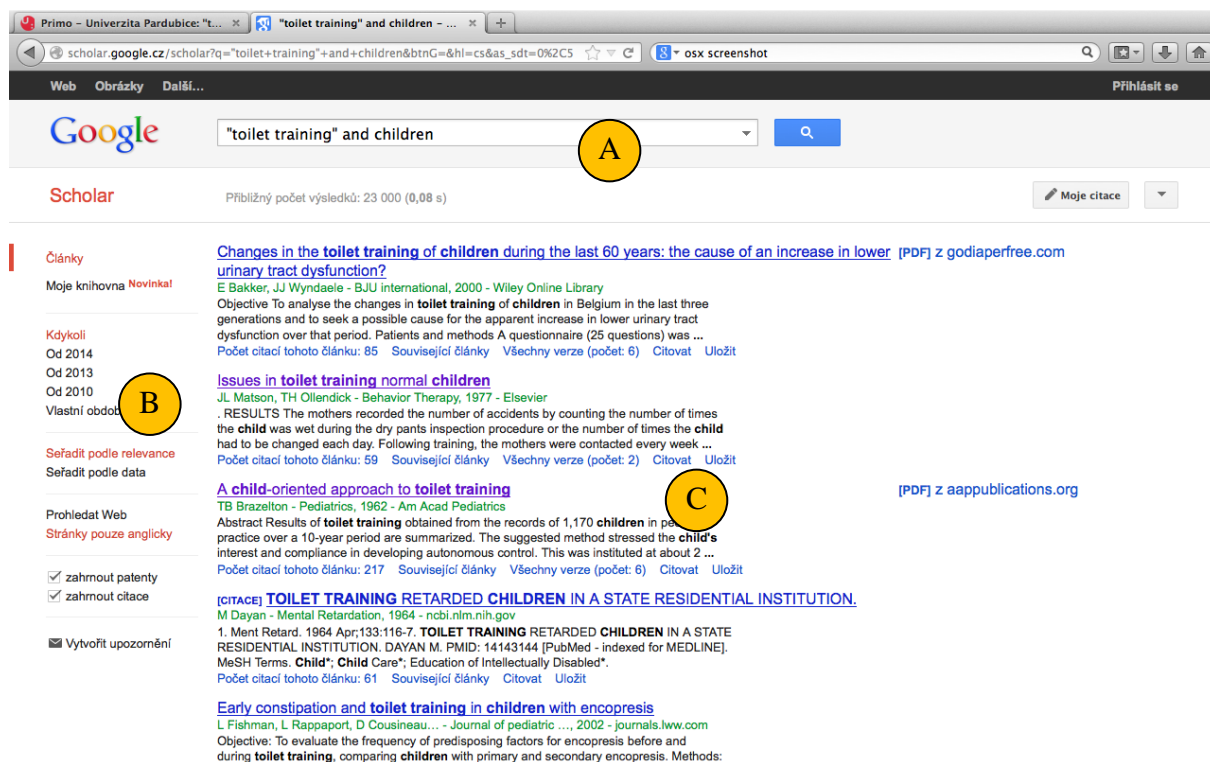 Primo – Univerzita Pardubice: "t...
"toilet training" and children – ...
scholar.google.cz/scholar?q="toilet+training"+and+children&btnG=&hl=cs&as_sdt=0%2C5
osx screenshot
Web Obrázky Další...
Přihlásit se
Google
"toilet training" and children
A
Scholar
Přibližný počet výsledků: 23 000 (0,08 s)
Moje citace
Články
Moje knihovna Novinka!
Kdykoli
Od 2014
Od 2013
Od 2010
Vlastní obdob
B
Seřadit podle relevance
Seřadit podle data
Prohledat Web
Stránky pouze anglicky
zahrnout patenty
zahrnout citace
Vytvořit upozornění
Changes in the toilet training of children during the last 60 years: the cause of an increase in lower
urinary tract dysfunction?
[PDF] z godiaperfree.com
E Bakker, JJ Wyndaele - BJU international, 2000 - Wiley Online Library
Objective To analyse the changes in toilet training of children in Belgium in the last three
generations and to seek a possible cause for the apparent increase in lower urinary tract
dysfunction over that period. Patients and methods A questionnaire (25 questions) was ...
Počet citací tohoto článku: 85 Související články Všechny verze (počet: 6) Citovat Uložit
Issues in toilet training normal children
JL Matson, TH Ollendick - Behavior Therapy, 1977 - Elsevier
. RESULTS The mothers recorded the number of accidents by counting the number of times
the child was wet during the dry pants inspection procedure or the number of times the child
had to be changed each day. Following training, the mothers were contacted every week ...
Počet citací tohoto článku: 59 Související články Všechny verze (počet: 2) Citovat Uložit
A child-oriented approach to toilet training
C
[PDF] z aappublications.org
TB Brazelton - Pediatrics, 1962 - Am Acad Pediatrics
Abstract Results of toilet training obtained from the records of 1,170 children in
practice over a 10-year period are summarized. The suggested method stressed the child's
interest and compliance in developing autonomous control. This was instituted at about 2 ...
Počet citací tohoto článku: 217 Související články Všechny verze (počet: 6) Citovat Uložit
[CITACE] TOILET TRAINING RETARDED CHILDREN IN A STATE RESIDENTIAL INSTITUTION.
M Dayan - Mental Retardation, 1964 - ncbi.nlm.nih.gov
1. Ment Retard. 1964 Apr;133:116-7. TOILET TRAINING RETARDED CHILDREN IN A STATE
RESIDENTIAL INSTITUTION. DAYAN M. PMID: 14143144 [PubMed - indexed for MEDLINE].
MeSH Terms. Child*; Child Care*; Education of Intellectually Disabled*.
Počet citací tohoto článku: 61 Související články Citovat Uložit
Early constipation and toilet training in children with encopresis
L Fishman, L Rappaport, D Cousineau... - Journal of pediatric ..., 2002 - journals.lww.com
Objective: To evaluate the frequency of predisposing factors for encopresis before and
during toilet training, comparing children with primary and secondary encopresis. Methods: